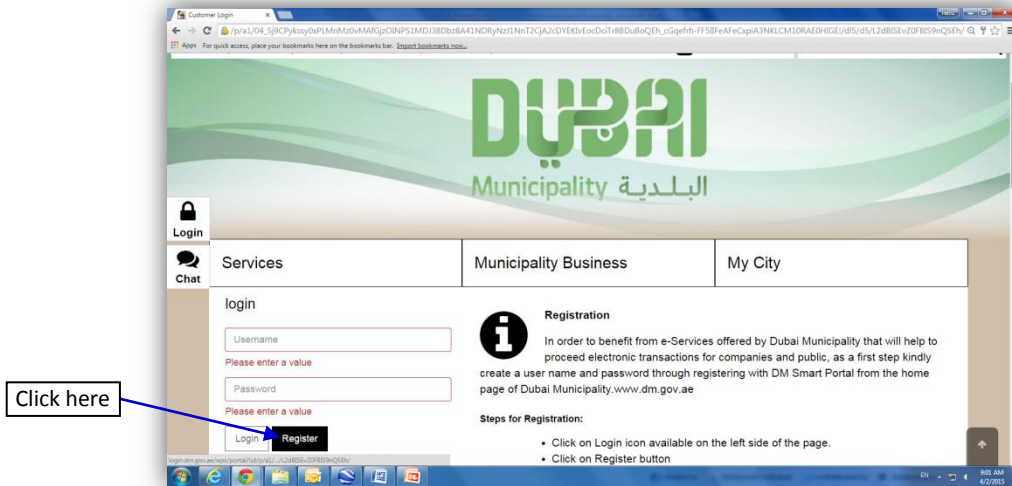 Customer Login
Apps For quick access, place your bookmarks here on the bookmarks bar. Import bookmarks now...
DUBAI
Municipality البلدية
Login
Chat
Services
Municipality Business
My City
login
Username
Please enter a value
Password
Please enter a value
Login
Register
Registration
In order to benefit from e-Services offered by Dubai Municipality that will help to
proceed electronic transactions for companies and public, as a first step kindly
create a user name and password through registering with DM Smart Portal from the home
page of Dubai Municipality.www.dm.gov.ae
Steps for Registration:
• Click on Login icon available on the left side of the page.
• Click on Register button
Click here
EN
9:01 AM
4/2/2015